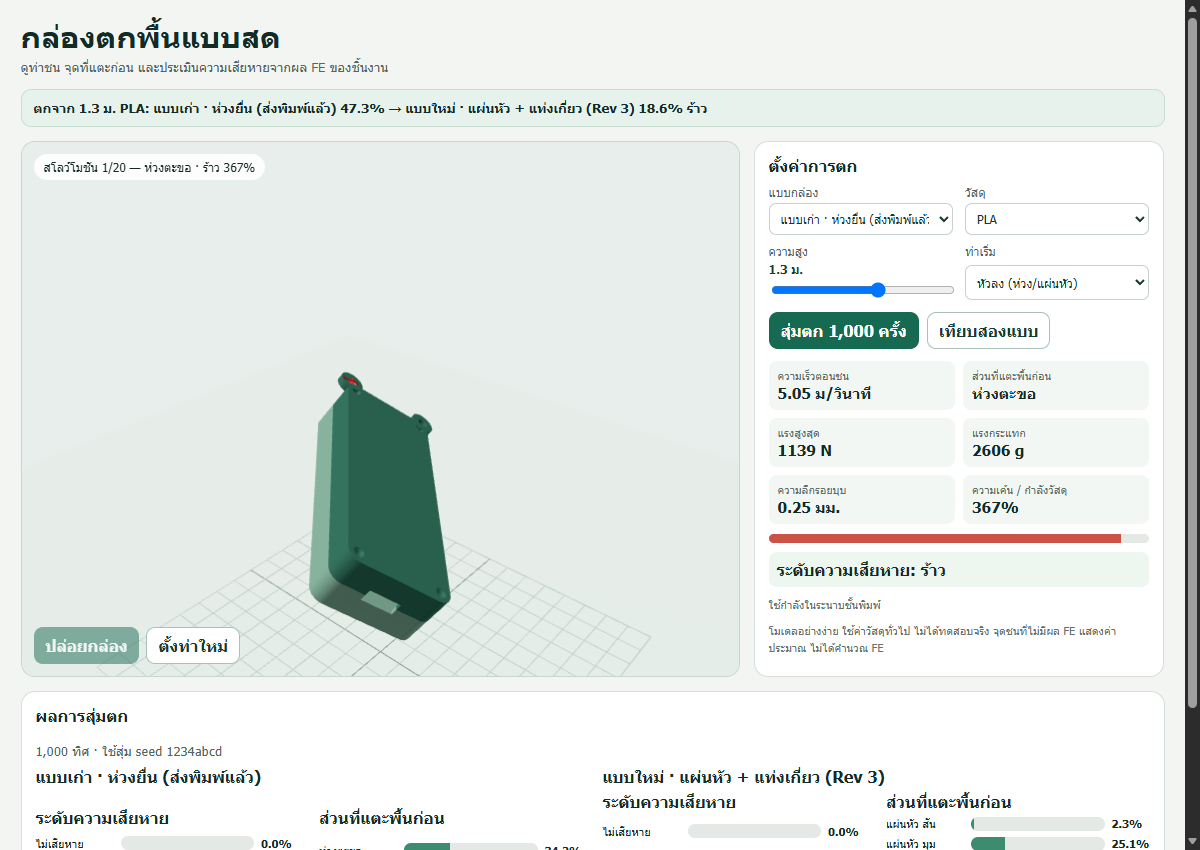 กล่องตกพื้นแบบสด
ดูท่าชน จุดที่แตะก่อน และประเมินความเสียหายจากผล FE ของชิ้นงาน
ตกจาก 1.3 ม. PLA: แบบเก่า · ห่วงยื่น (ส่งพิมพ์แล้ว) 47.3% → แบบใหม่ · แผ่นหัว + แท่งเกี่ยว (Rev 3) 18.6% ร้าว
สโลว์โมชัน 1/20 — ห่วงตะขอ · ร้าว 367%
ปล่อยกล่อง
ตั้งท่าใหม่
ตั้งค่าการตก
แบบกล่อง
วัสดุ
แบบเก่า · ห่วงยื่น (ส่งพิมพ์แล้ว
PLA
ความสูง
ท่าเริ่ม
1.3 ม.
หัวลง (ห่วง/แผ่นหัว)
สุ่มตก 1,000 ครั้ง
เทียบสองแบบ
ความเร็วตอนชน
ส่วนที่แตะพื้นก่อน
5.05 ม/วินาที
ห่วงตะขอ
แรงสูงสุด
แรงกระแทก
1139 N
2606 g
ความลึกรอยบุบ
ความเค้น / กำลังวัสดุ
0.25 มม.
367%
ระดับความเสียหาย: ร้าว
ใช้กำลังในระนาบชั้นพิมพ์
โมเดลอย่างง่าย ใช้ค่าวัสดุทั่วไป ไม่ได้ทดสอบจริง จุดชนที่ไม่มีผล FE แสดงค่า
ประมาณ ไม่ได้คำนวณ FE
ผลการสุ่มตก
1,000 ทิศ · ใช้สุ่ม seed 1234abcd
แบบเก่า · ห่วงยื่น (ส่งพิมพ์แล้ว)
ระดับความเสียหาย
ไม่เสียหาย
0.0%
ส่วนที่แตะพื้นก่อน
แบบใหม่ · แผ่นหัว + แท่งเกี่ยว (Rev 3)
ระดับความเสียหาย
ไม่เสียหาย
0.0%
ส่วนที่แตะพื้นก่อน
แผ่นหัว สัน
2.3%
แผ่นหัว มุม
25.1%